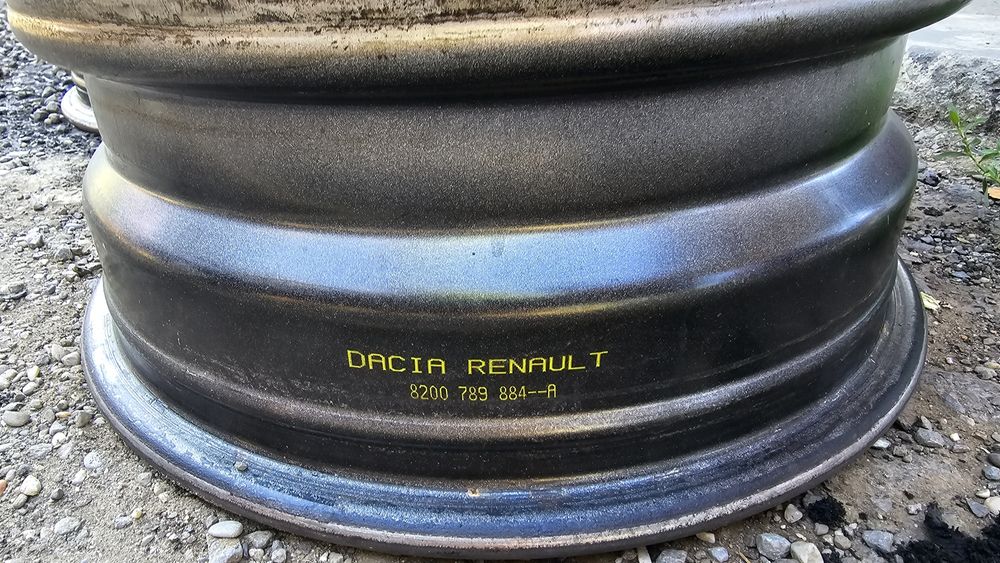 DACIA RENAULT
8200 789 884--A